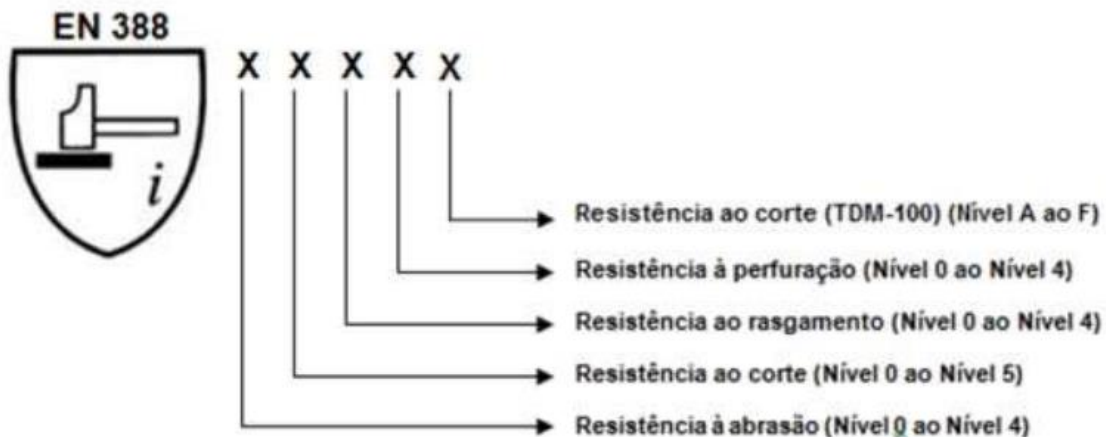 EN 388
X X X X X
i
Resistência ao corte (TDM-100) (Nível A ao F)
Resistência à perfuração (Nível 0 ao Nível 4)
Resistência ao rasgamento (Nível 0 ao Nível 4)
Resistência ao corte (Nível 0 ao Nível 5)
Resistência à abrasão (Nível 0 ao Nível 4)